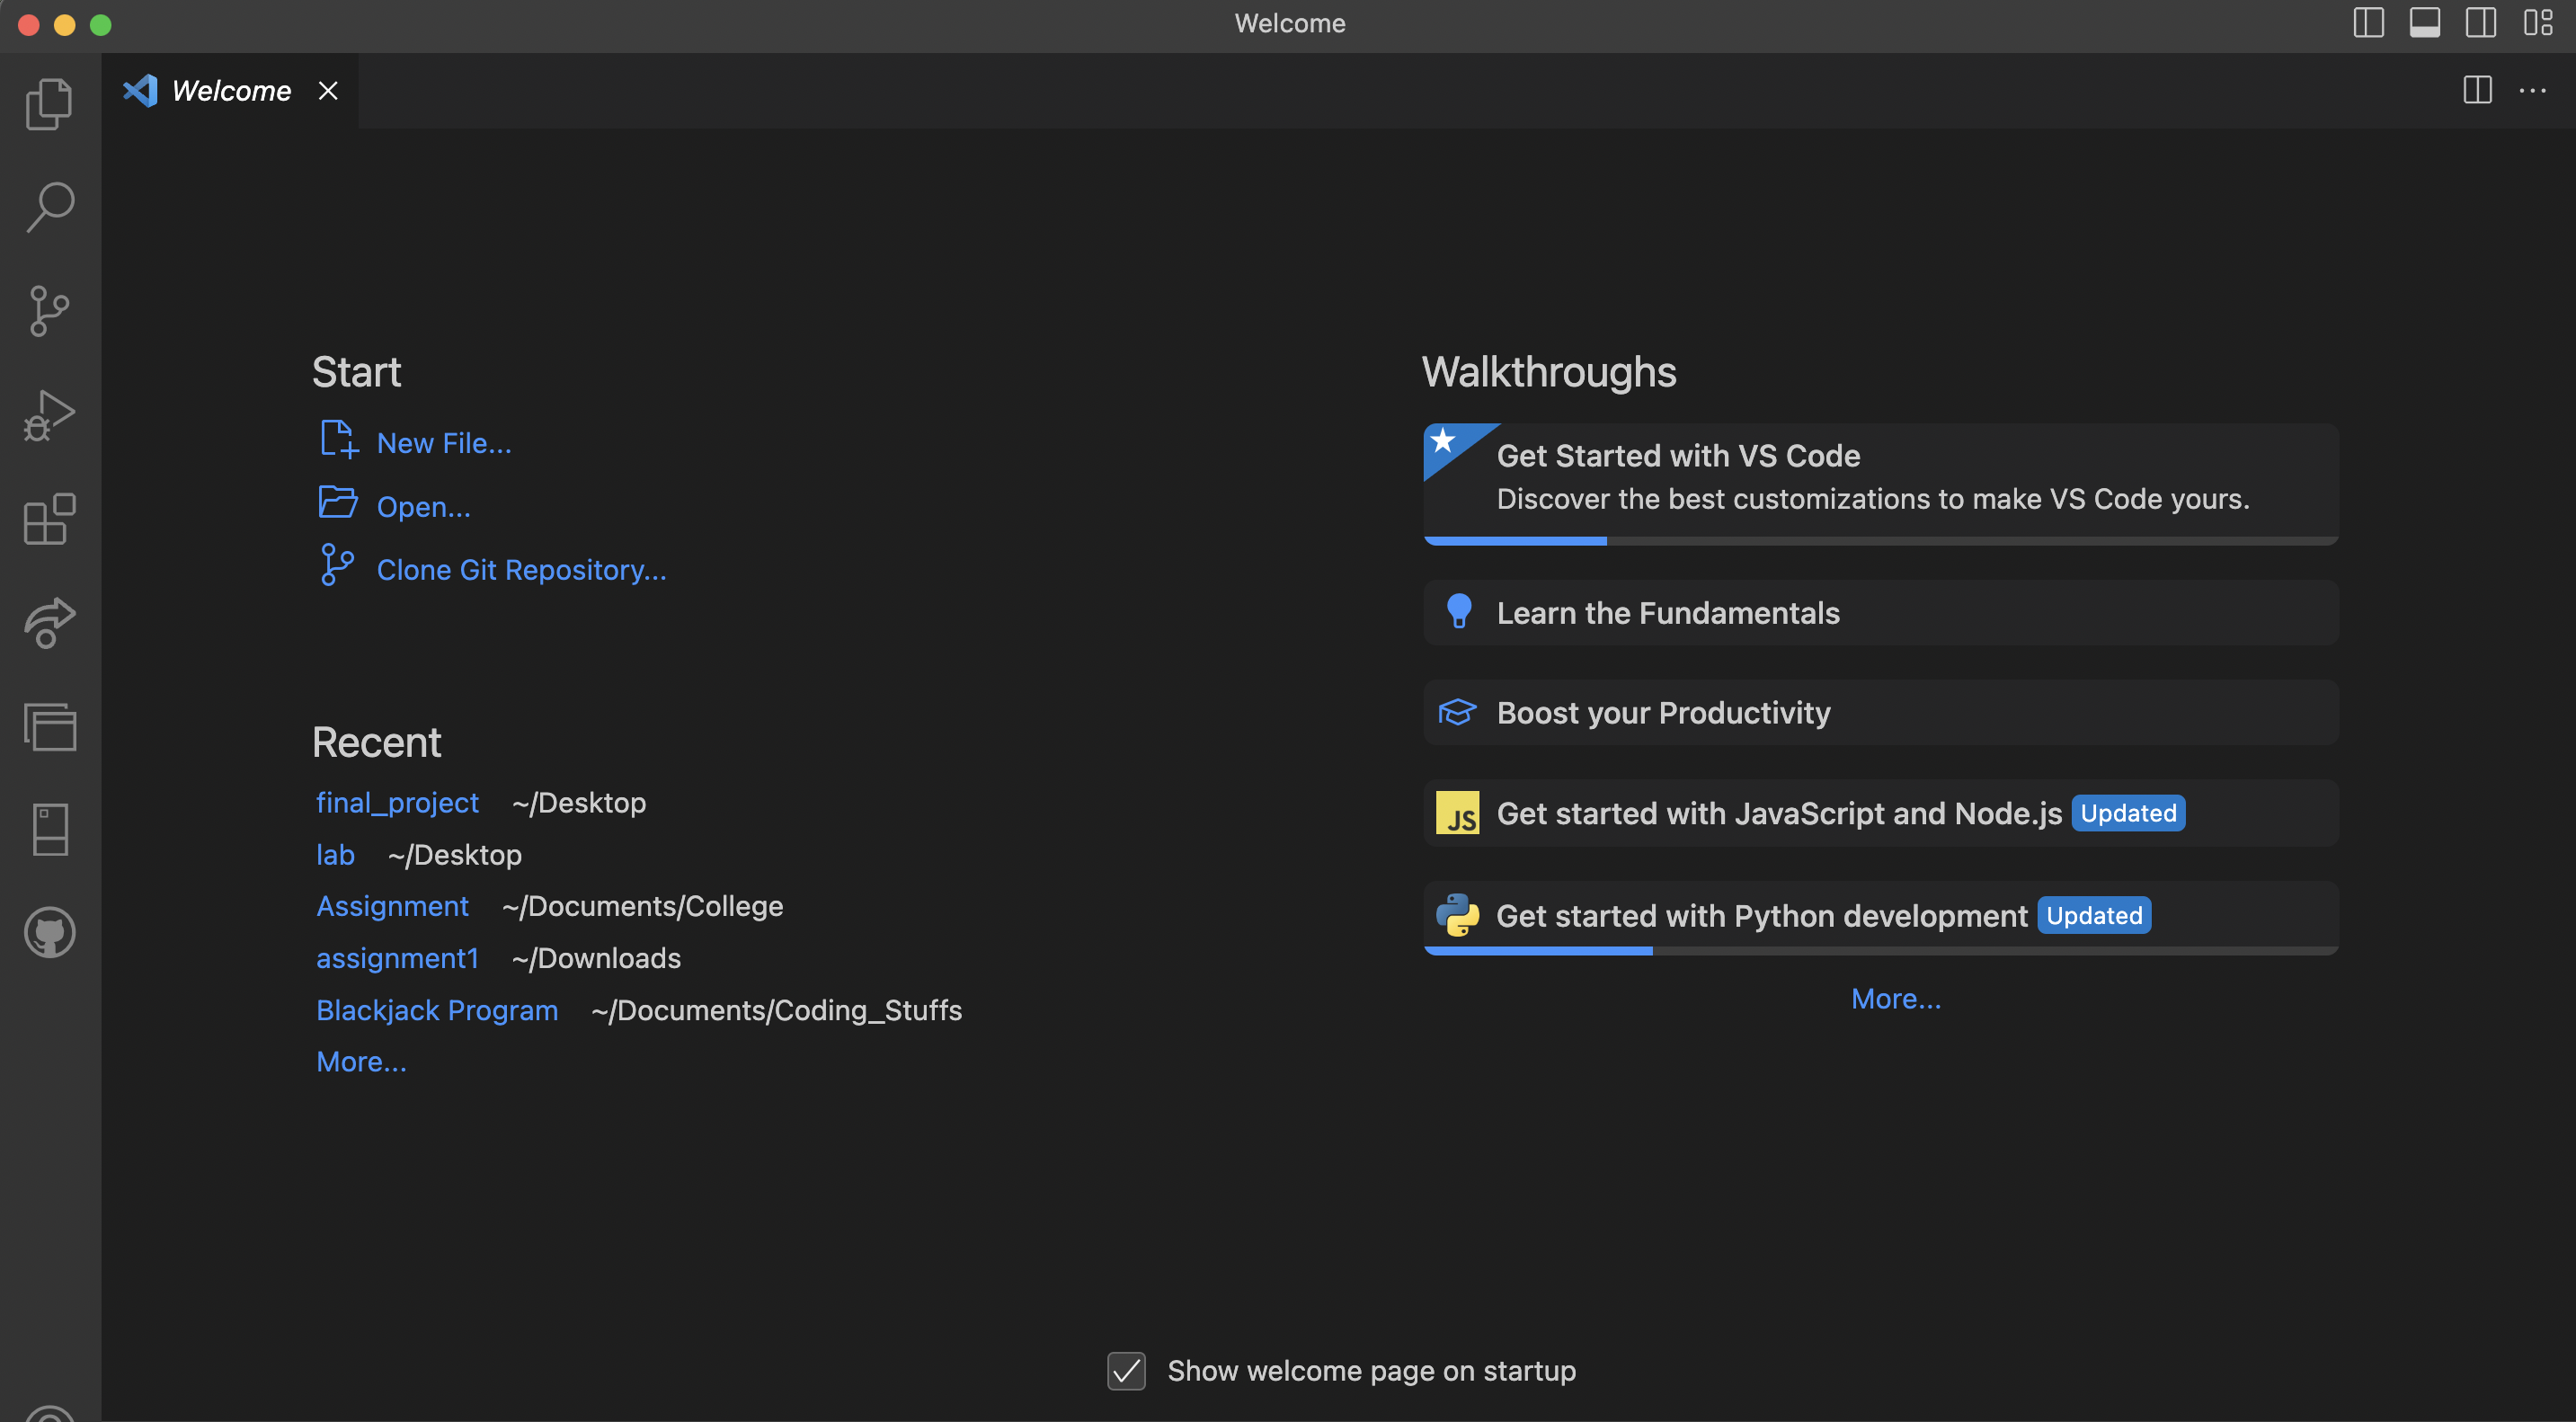 Welcome
Welcome
Start
New File...
Open...
Clone Git Repository...
Recent
final_project ~/Desktop
lab ~/Desktop
Assignment ~/Documents/College
assignment1 ~/Downloads
Blackjack Program ~/Documents/Coding_Stuffs
More...
Walkthroughs
Get Started with VS Code
Discover the best customizations to make VS Code yours.
Learn the Fundamentals
Boost your Productivity
JS Get started with JavaScript and Node.js Updated
Get started with Python development Updated
More...
Show welcome page on startup